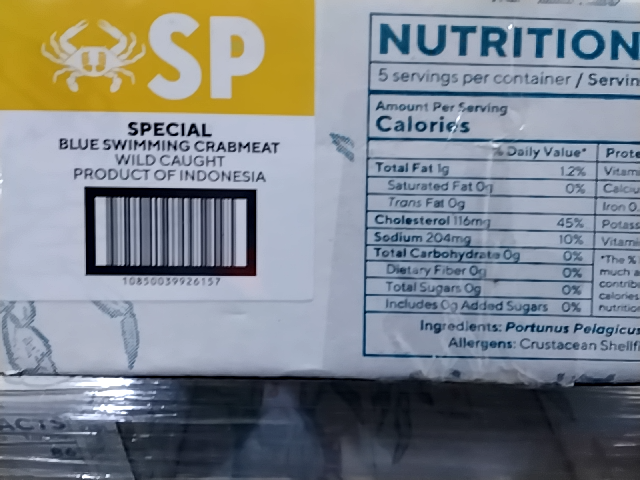 SP
SPECIAL
BLUE SWIMMING CRABMEAT
WILD CAUGHT
PRODUCT OF INDONESIA
10850039926157
NUTRITION
5 servings per container / Servin
Amount Per Serving
Calories
% Daily Value* Prote
Total Fat 1g 1.2% Vitam
Saturated Fat 0g 0% Calciu
Trans Fat 0g Iron 0.
Cholesterol 116mg 45% Potass
Sodium 204mg 10% Vitami
Total Carbohydrate 0g 0% *The %
Dietary Fiber 0g 0% much a
Total Sugars 0g 0% contrib
Includes 0g Added Sugars 0% calories
nutrition
Ingredients: Portunus Pelagicus
Allergens: Crustacean Shellfi
ACTS